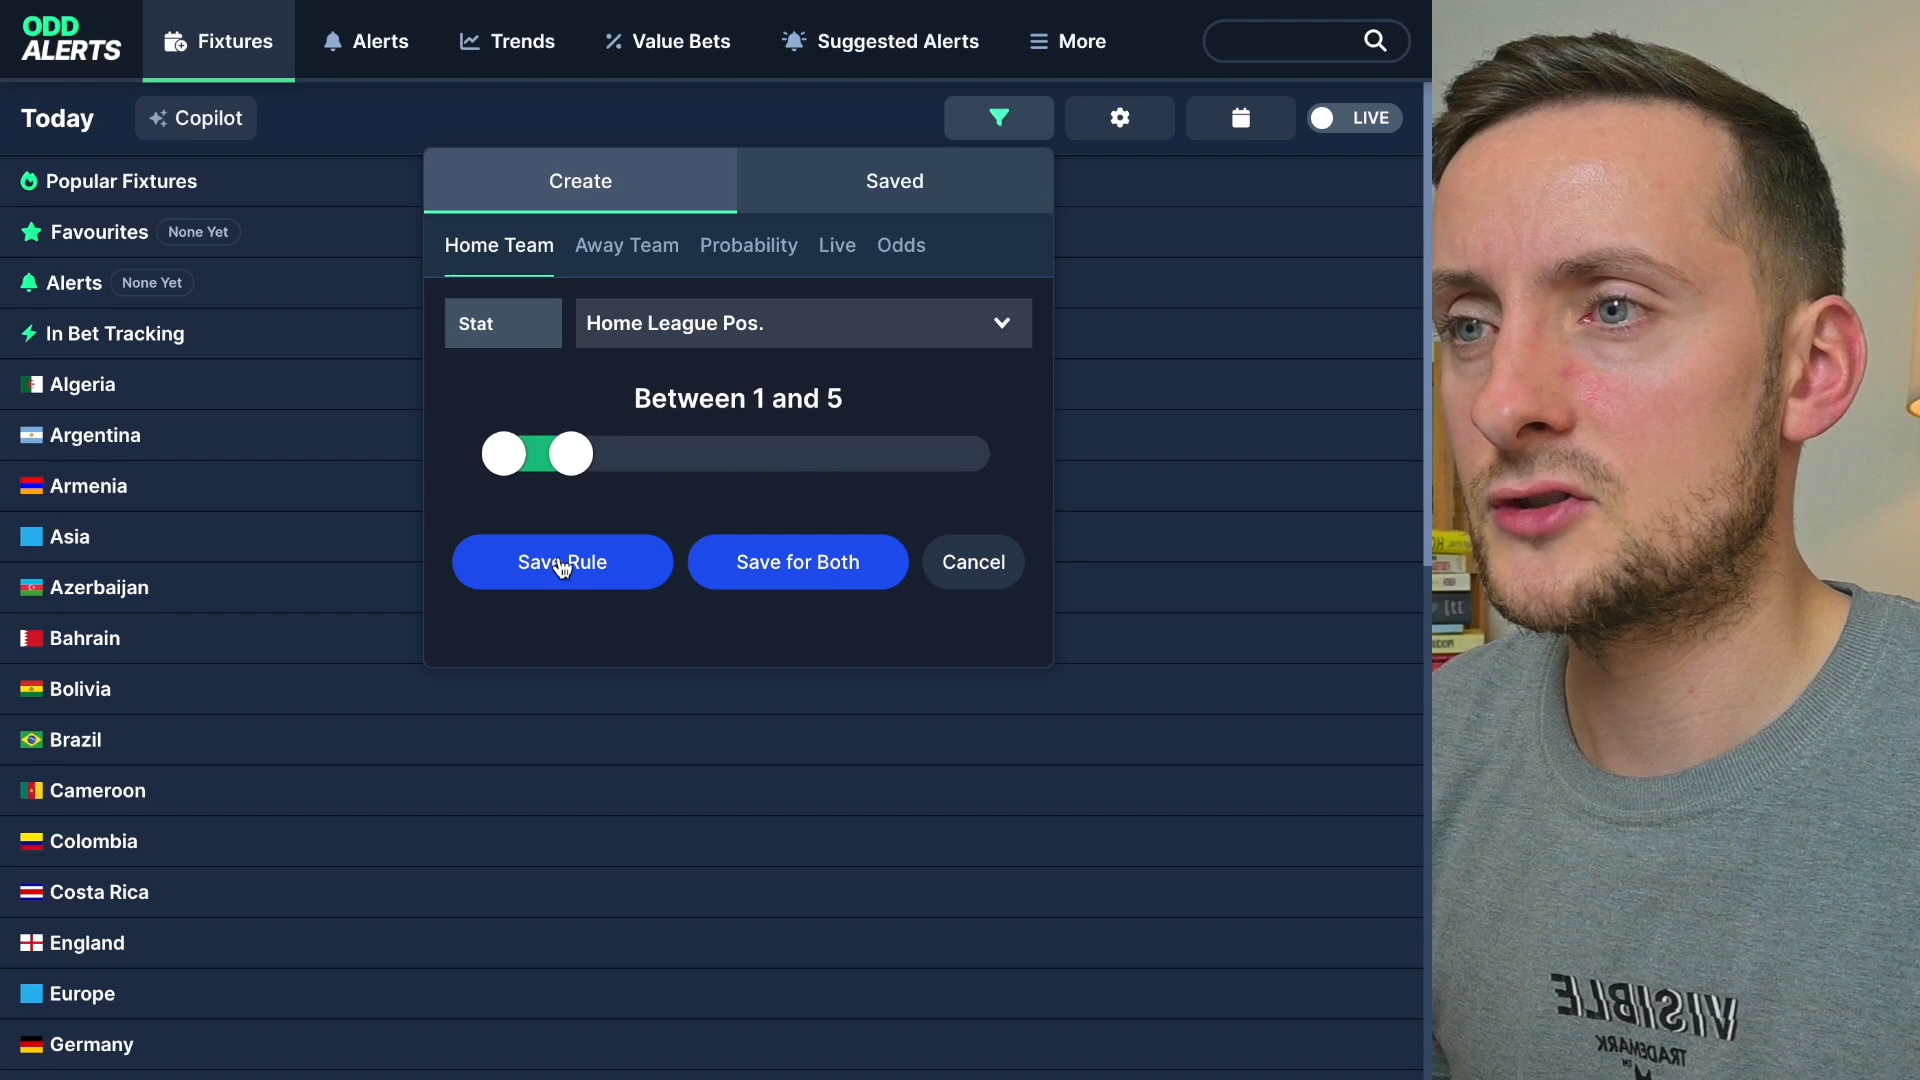 ODD
ALERTS
Fixtures
Alerts
Trends
Value Bets
Suggested Alerts
More
Today
Copilot
LIVE
Popular Fixtures
Favourites
None Yet
Alerts
None Yet
In Bet Tracking
Algeria
Argentina
Armenia
Asia
Azerbaijan
Bahrain
Bolivia
Brazil
Cameroon
Colombia
Costa Rica
England
Europe
Germany
Create
Saved
Home Team
Away Team
Probability
Live
Odds
Stat
Home League Pos.
Between 1 and 5
Save Rule
Save for Both
Cancel
VISIBLE
TRADEMARK